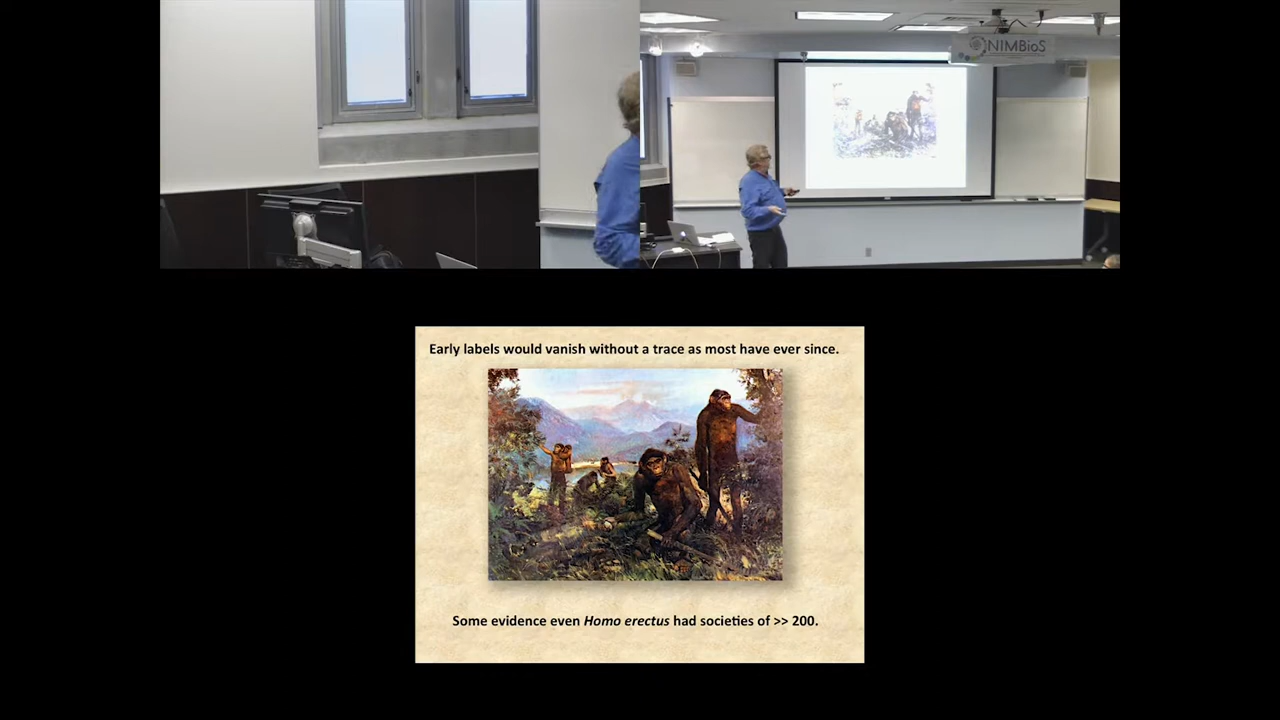 NIMBioS
Early labels would vanish without a trace as most have ever since.
Some evidence even Homo erectus had societies of >> 200.